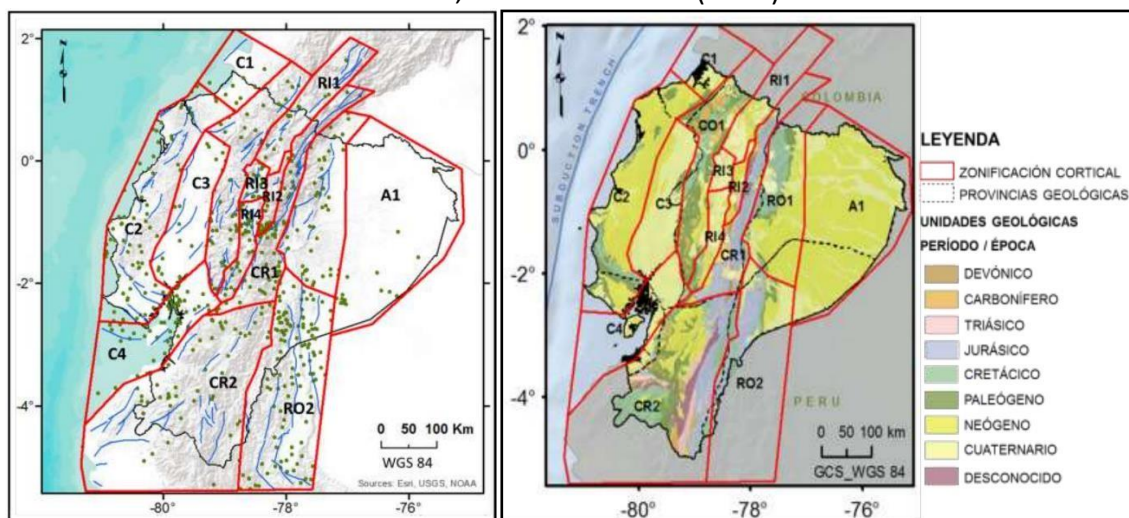 2°
0°
-2°
-4°
-80°
-78°
-76°
C1
RI1
C3
RI3
RI2
RI4
C2
A1
CR1
C4
CR2
RO2
0 50 100 Km
WGS 84
Sources: Esri, USGS, NOAA
2°
0°
-2°
-4°
-80°
-78°
-76°
SUBDUCTION TRENCH
C1
RI1
COLOMBIA
CO1
RI3
RI2
C2
C3
RO1
A1
RI4
CR1
C4
RO2
CR2
PERU
0 50 100 km
GCS_WGS 84
LEYENDA
ZONIFICACIÓN CORTICAL
PROVINCIAS GEOLÓGICAS
UNIDADES GEOLÓGICAS
PERÍODO / ÉPOCA
DEVÓNICO
CARBONÍFERO
TRIÁSICO
JURÁSICO
CRETÁCICO
PALEÓGENO
NEÓGENO
CUATERNARIO
DESCONOCIDO